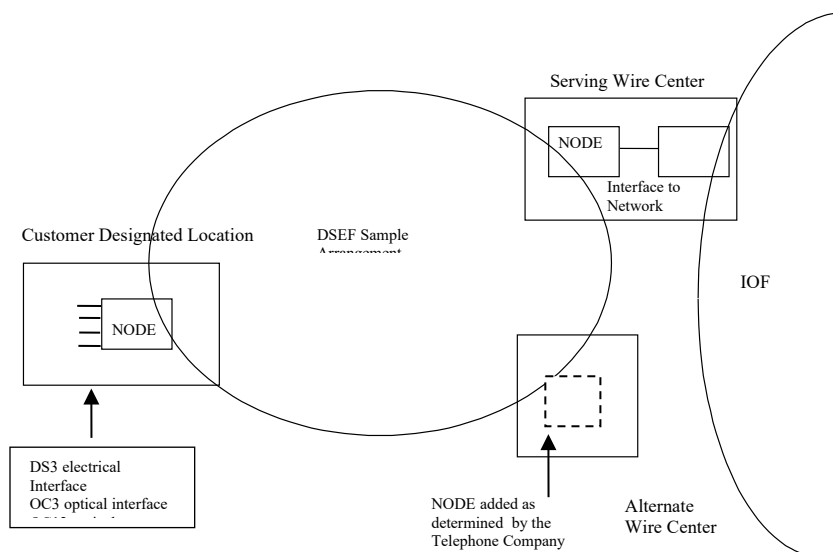 Serving Wire Center
NODE
Interface to
Network
Customer Designated Location
DSEF Sample
Arrangement
IOF
NODE
DS3 electrical
Interface
OC3 optical interface
NODE added as
determined by the
Telephone Company
Alternate
Wire Center